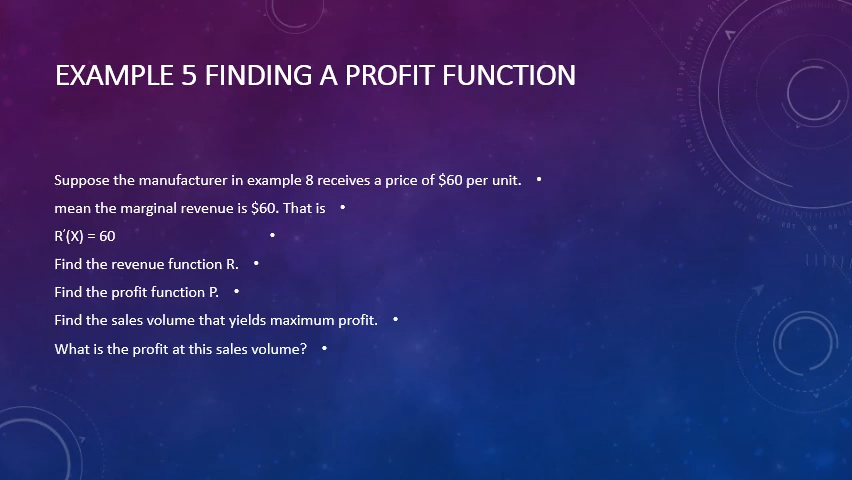 EXAMPLE 5 FINDING A PROFIT FUNCTION
Suppose the manufacturer in example 8 receives a price of $60 per unit. •
mean the marginal revenue is $60. That is •
R′(X) = 60 •
Find the revenue function R. •
Find the profit function P. •
Find the sales volume that yields maximum profit. •
What is the profit at this sales volume? •